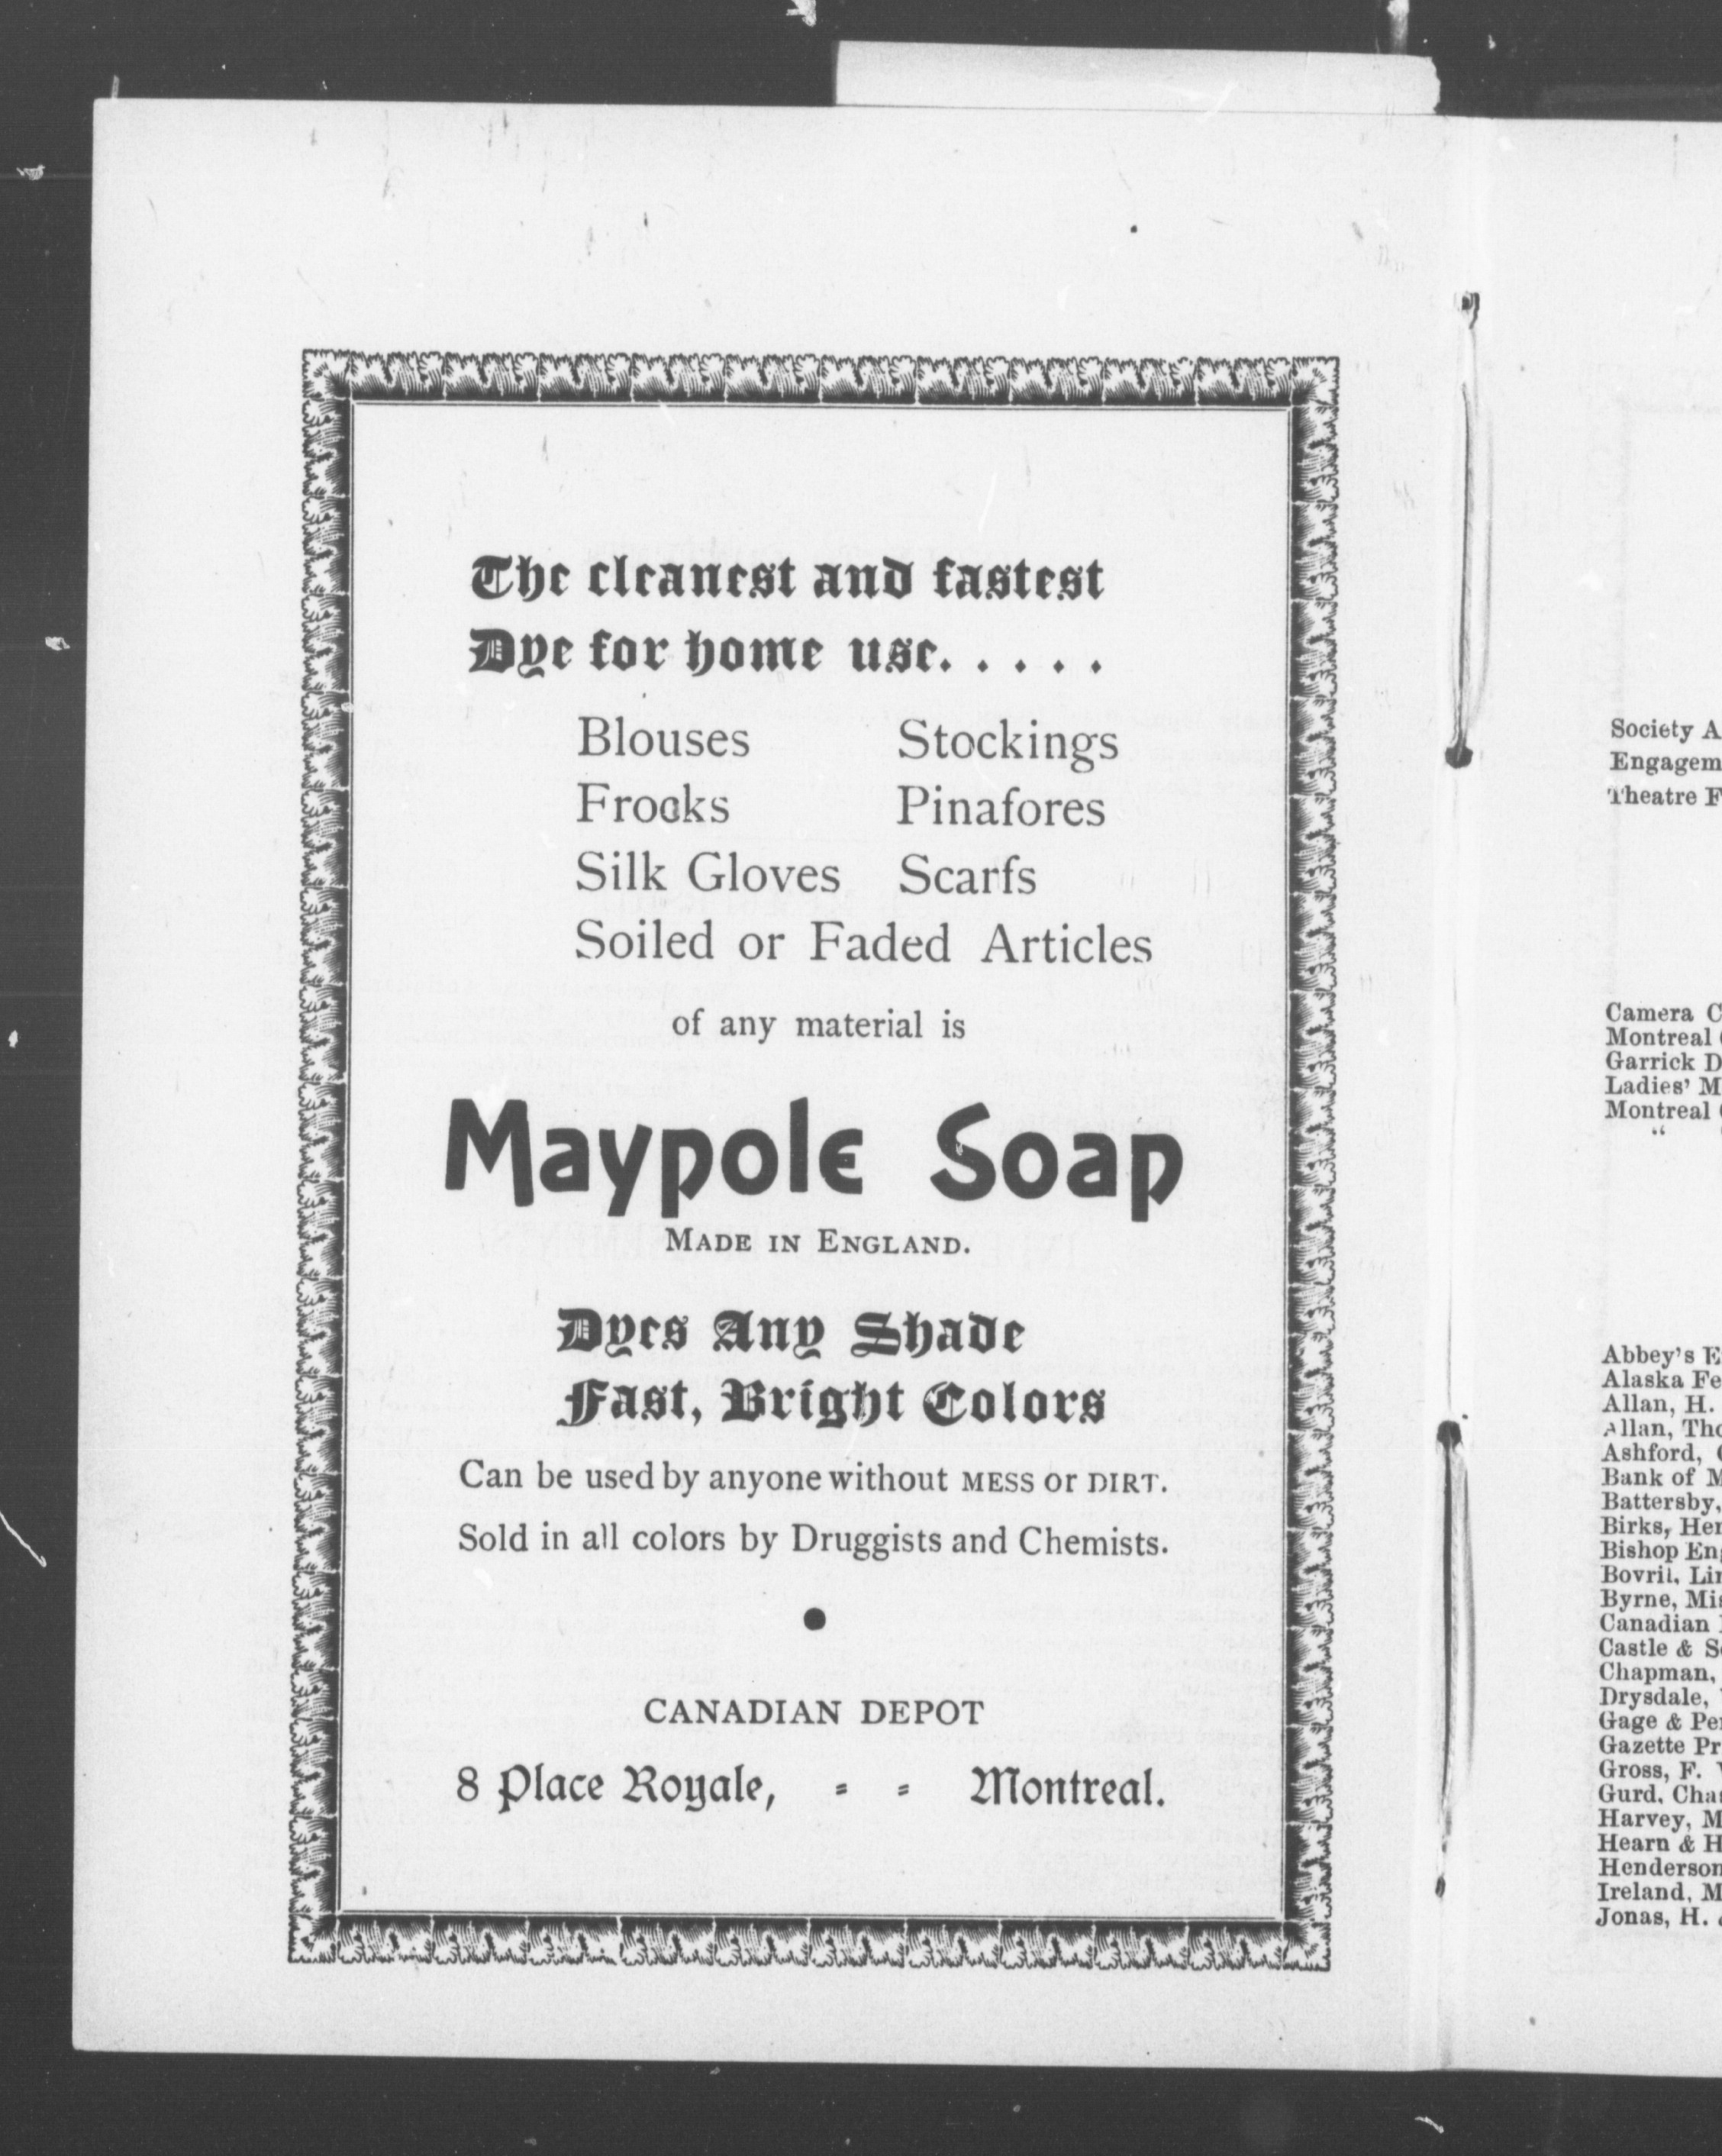 The cleanest and fastest
Dye for home use. . . . .
Blouses Stockings
Frocks Pinafores
Silk Gloves Scarfs
Soiled or Faded Articles
of any material is
Maypole Soap
MADE IN ENGLAND.
Dyes Any Shade
Fast, Bright Colors
Can be used by anyone without MESS or DIRT.
Sold in all colors by Druggists and Chemists.
CANADIAN DEPOT
8 Place Royale, - - Montreal.
Society A
Engagem
Theatre F
Camera C
Montreal
Garrick D
Ladies' M
Montreal
"
Abbey's E
Alaska Fe
Allan, H.
Allan, Tho
Ashford,
Bank of M
Battersby,
Birks, Her
Bishop Eng
Bovril, Lim
Byrne, Mis
Canadian
Castle & S
Chapman,
Drysdale,
Gage & Per
Gazette Pr
Gross, F.
Gurd, Char
Harvey, M
Hearn & H
Henderson
Ireland, M
Jonas, H.